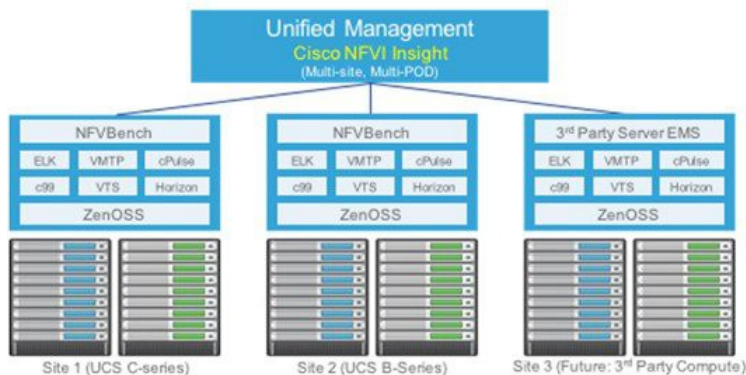 Unified Management
Cisco NFVI Insight
(Multi-site, Multi-POD)
NFVBench
ELK VMTP cPulse
c99 VTS Horizon
ZenOSS
Site 1 (UCS C-series)
NFVBench
ELK VMTP cPulse
c99 VTS Horizon
ZenOSS
Site 2 (UCS B-Series)
3rd Party Server EMS
ELK VMTP cPulse
c99 VTS Horizon
ZenOSS
Site 3 (Future: 3rd Party Compute)